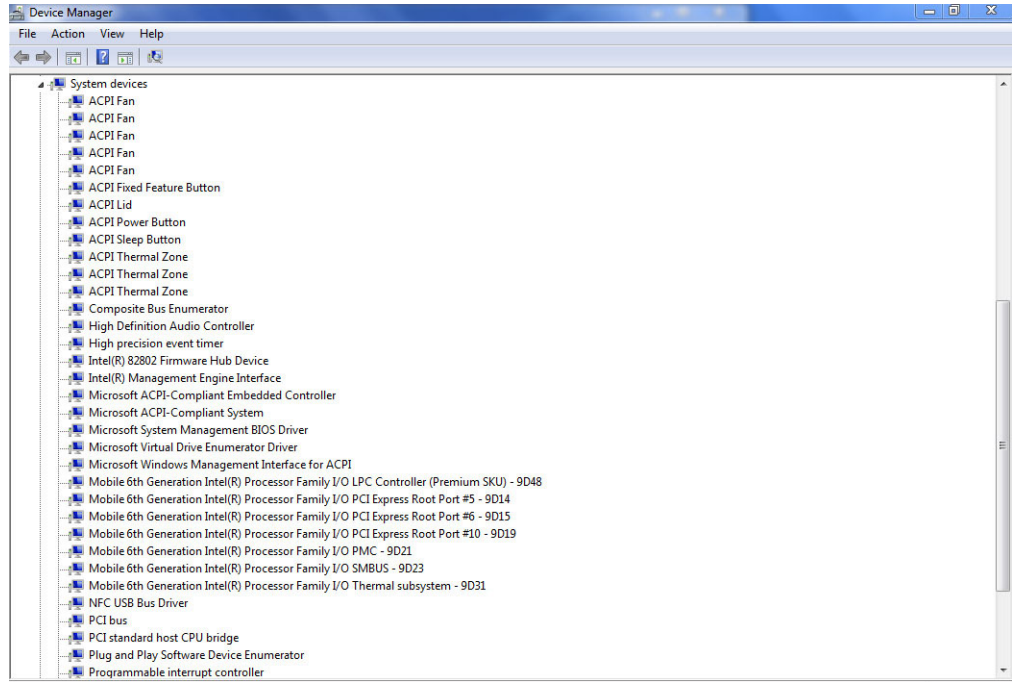 Device Manager
File Action View Help
System devices
ACPI Fan
ACPI Fan
ACPI Fan
ACPI Fan
ACPI Fan
ACPI Fixed Feature Button
ACPI Lid
ACPI Power Button
ACPI Sleep Button
ACPI Thermal Zone
ACPI Thermal Zone
ACPI Thermal Zone
Composite Bus Enumerator
High Definition Audio Controller
High precision event timer
Intel(R) 82802 Firmware Hub Device
Intel(R) Management Engine Interface
Microsoft ACPI-Compliant Embedded Controller
Microsoft ACPI-Compliant System
Microsoft System Management BIOS Driver
Microsoft Virtual Drive Enumerator Driver
Microsoft Windows Management Interface for ACPI
Mobile 6th Generation Intel(R) Processor Family I/O LPC Controller (Premium SKU) - 9D48
Mobile 6th Generation Intel(R) Processor Family I/O PCI Express Root Port #5 - 9D14
Mobile 6th Generation Intel(R) Processor Family I/O PCI Express Root Port #6 - 9D15
Mobile 6th Generation Intel(R) Processor Family I/O PCI Express Root Port #10 - 9D19
Mobile 6th Generation Intel(R) Processor Family I/O PMC - 9D21
Mobile 6th Generation Intel(R) Processor Family I/O SMBUS - 9D23
Mobile 6th Generation Intel(R) Processor Family I/O Thermal subsystem - 9D31
NFC USB Bus Driver
PCI bus
PCI standard host CPU bridge
Plug and Play Software Device Enumerator
Programmable interrupt controller